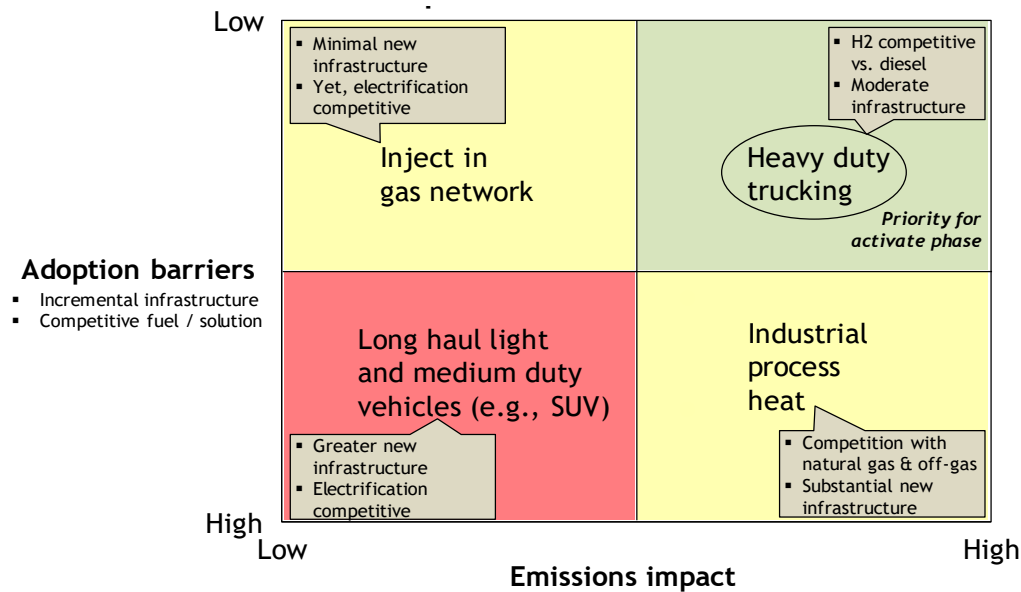 Low
▪ Minimal new
infrastructure
▪ Yet, electrification
competitive
Inject in
gas network
▪ H2 competitive
vs. diesel
▪ Moderate
infrastructure
Heavy duty
trucking
Priority for
activate phase
Adoption barriers
▪ Incremental infrastructure
▪ Competitive fuel / solution
Long haul light
and medium duty
vehicles (e.g., SUV)
▪ Greater new
infrastructure
▪ Electrification
competitive
Industrial
process
heat
▪ Competition with
natural gas & off-gas
▪ Substantial new
infrastructure
High
Low
High
Emissions impact